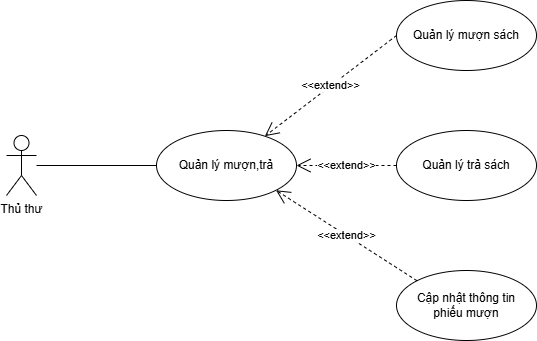 Quản lý mượn sách
<<extend>>
Quản lý mượn,trả
<<extend>>
Quản lý trả sách
Thủ thư
<<extend>>
Cập nhật thông tin
phiếu mượn